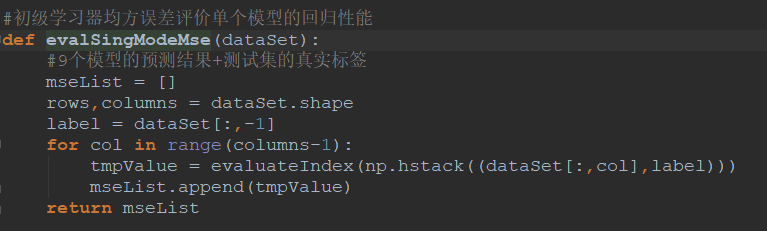 #初级学习器均方误差评价单个模型的回归性能
def evalSingModeMse(dataSet):
    #9个模型的预测结果+测试集的真实标签
    mseList = []
    rows,columns = dataSet.shape
    label = dataSet[:,-1]
    for col in range(columns-1):
        tmpValue = evaluateIndex(np.hstack((dataSet[:,col],label)))
        mseList.append(tmpValue)
    return mseList